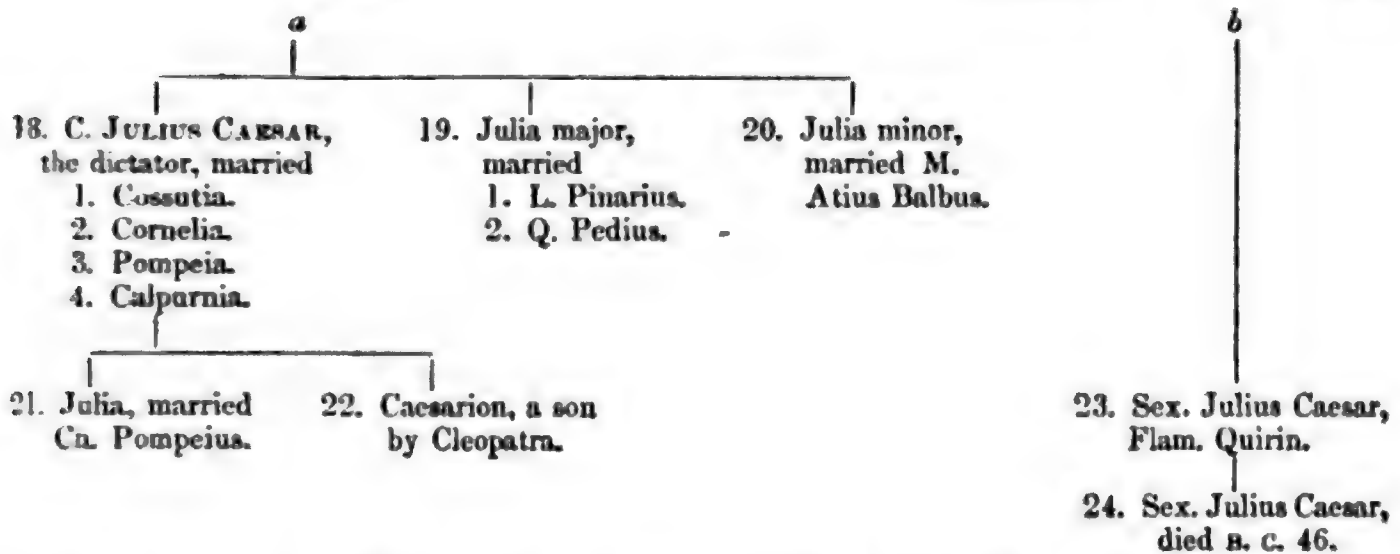 a
b
18. C. JULIUS CAESAR,
the dictator, married
1. Cossutia.
2. Cornelia.
3. Pompeia.
4. Calpurnia.
19. Julia major,
married
1. L. Pinarius.
2. Q. Pedius.
20. Julia minor,
married M.
Atius Balbus.
21. Julia, married
Cn. Pompeius.
22. Caesarion, a son
by Cleopatra.
23. Sex. Julius Caesar,
Flam. Quirin.
24. Sex. Julius Caesar,
died B. C. 46.